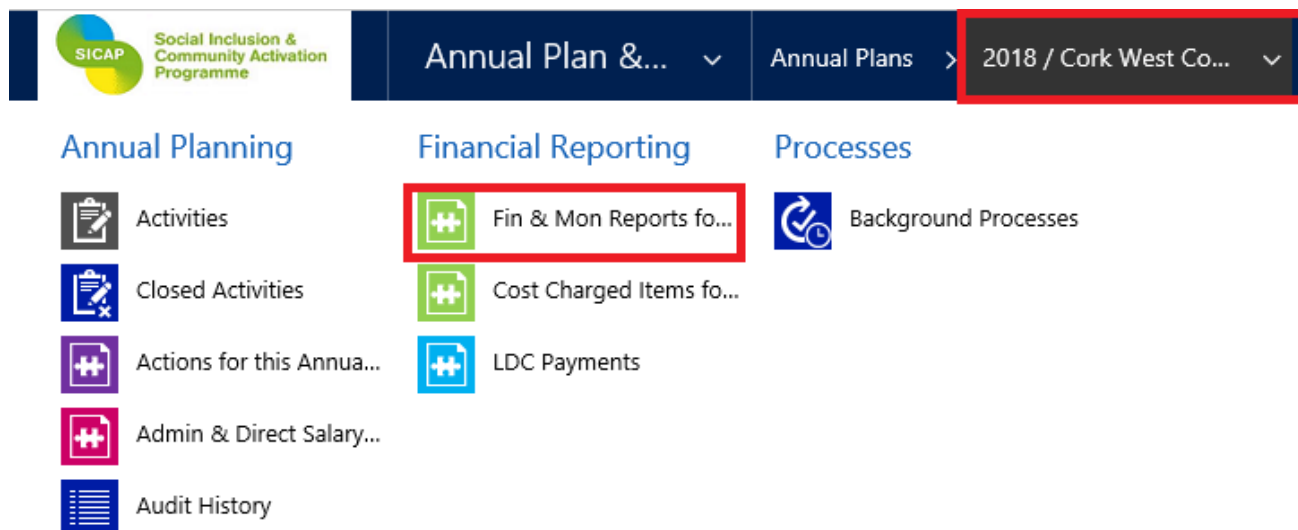 SICAP
Social Inclusion &
Community Activation
Programme
Annual Plan &...
Annual Plans
2018 / Cork West Co...
Annual Planning
Activities
Closed Activities
Actions for this Annua...
Admin & Direct Salary...
Audit History
Financial Reporting
Fin & Mon Reports fo...
Cost Charged Items fo...
LDC Payments
Processes
Background Processes